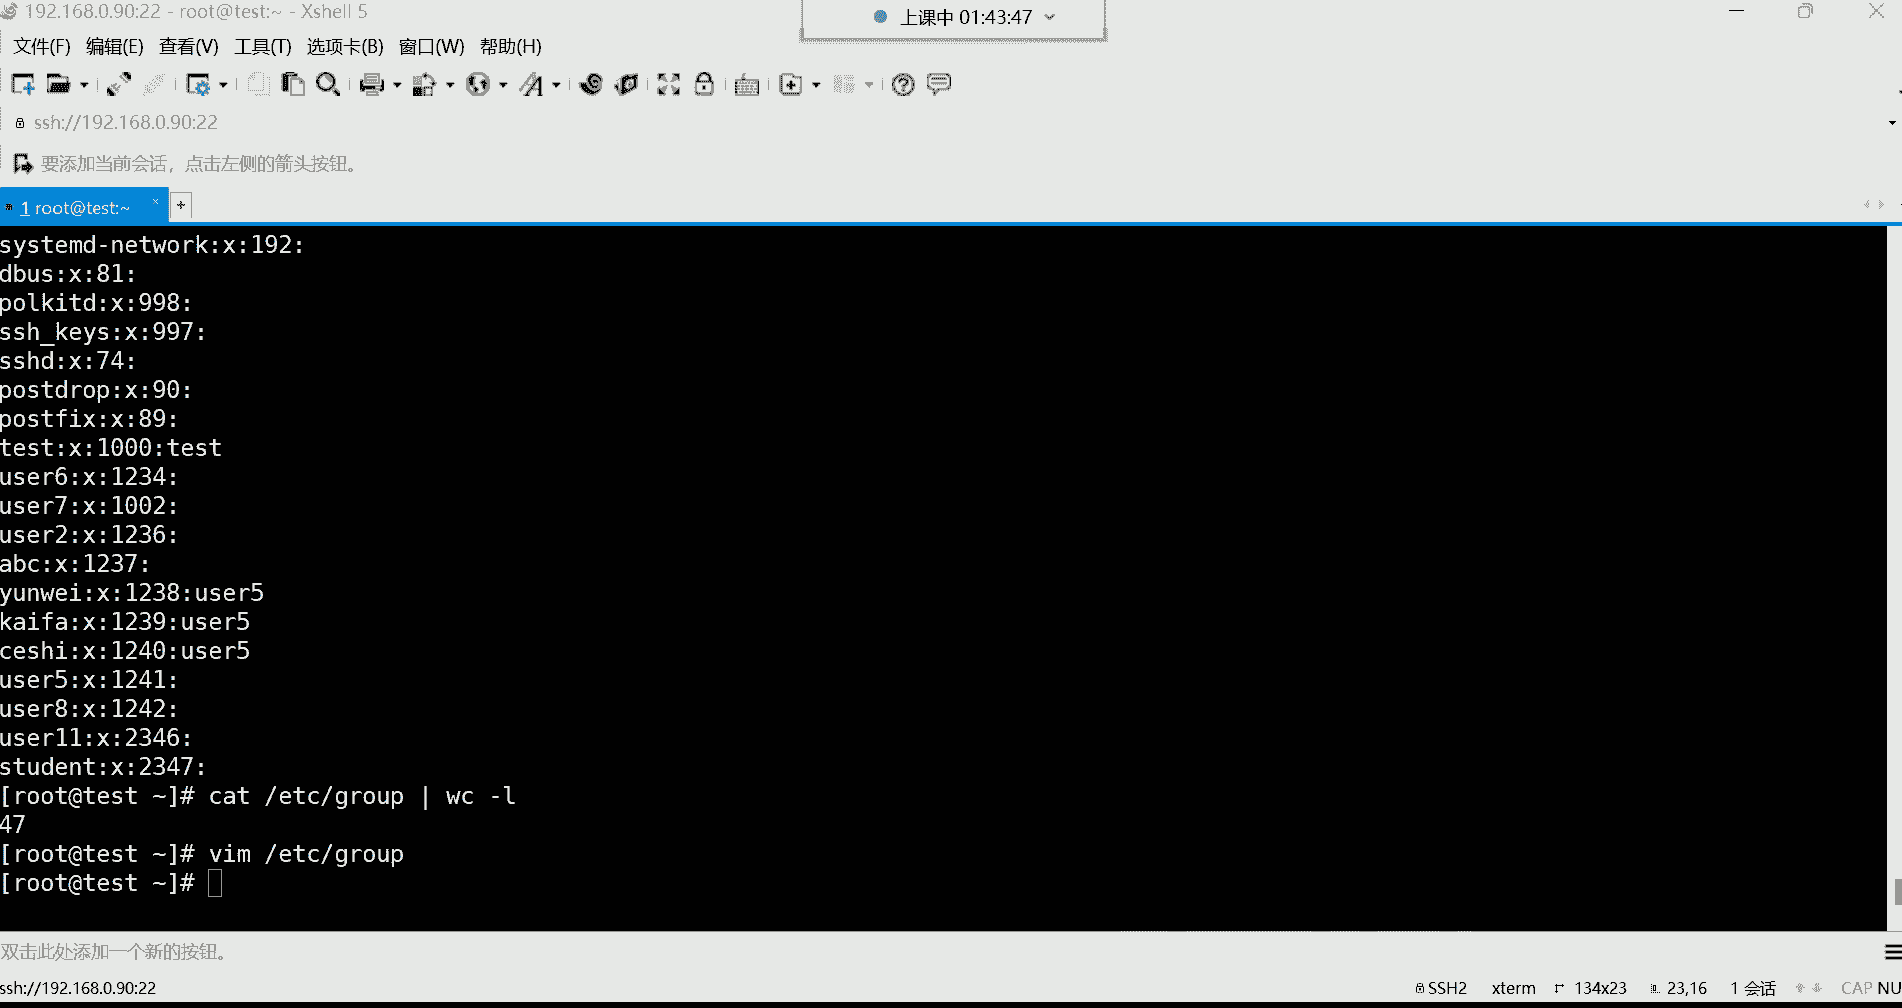 192.168.0.90:22 - root@test:~ - Xshell 5
上课中 01:43:47
文件(F) 编辑(E) 查看(V) 工具(T) 选项卡(B) 窗口(W) 帮助(H)
ssh://192.168.0.90:22
要添加当前会话，点击左侧的箭头按钮。
1 root@test:~ × +
systemd-network:x:192:
dbus:x:81:
polkitd:x:998:
ssh_keys:x:997:
sshd:x:74:
postdrop:x:90:
postfix:x:89:
test:x:1000:test
user6:x:1234:
user7:x:1002:
user2:x:1236:
abc:x:1237:
yunwei:x:1238:user5
kaifa:x:1239:user5
ceshi:x:1240:user5
user5:x:1241:
user8:x:1242:
user11:x:2346:
student:x:2347:
[root@test ~]# cat /etc/group | wc -l
47
[root@test ~]# vim /etc/group
[root@test ~]#
双击此处添加一个新的按钮。
ssh://192.168.0.90:22 SSH2 xterm 134x23 23,16 1 会话 CAP NU